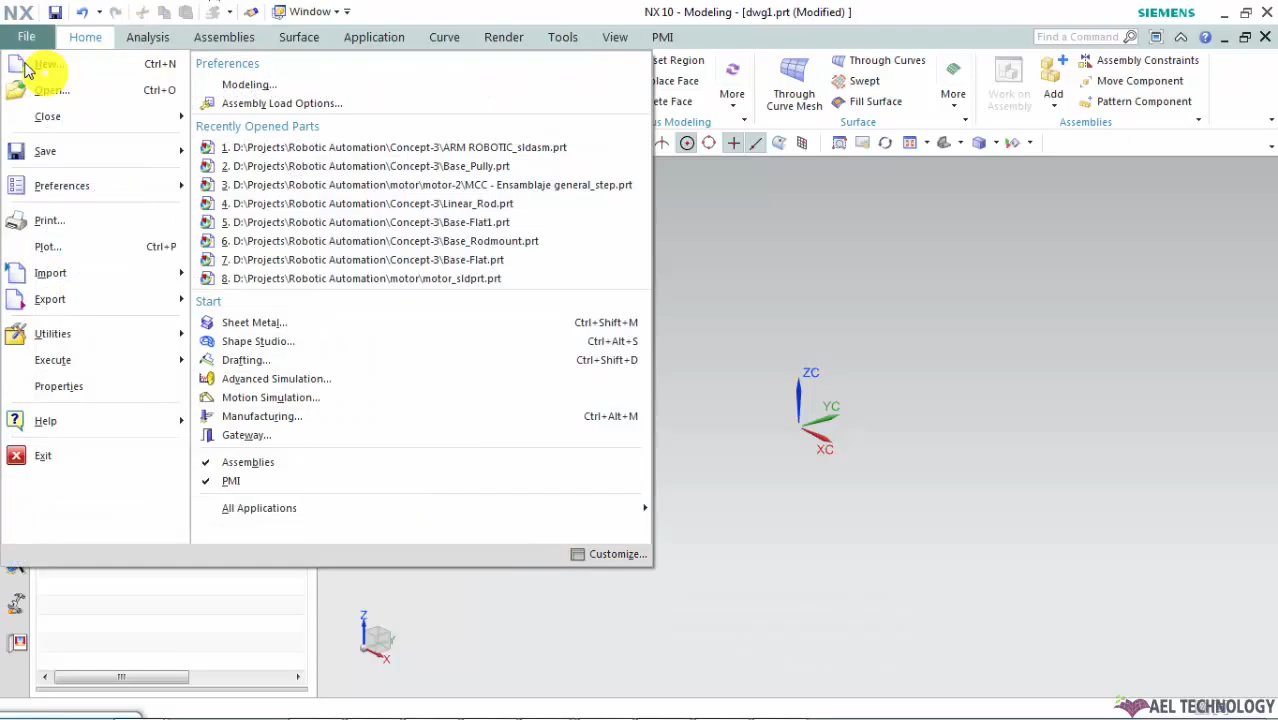 NX
Window
NX 10 - Modeling - [dwg1.prt (Modified) ]
SIEMENS
File
Home
Analysis
Assemblies
Surface
Application
Curve
Render
Tools
View
PMI
Find a Command
New...
Ctrl+N
Open...
Ctrl+O
Close
Save
Preferences
Print...
Plot...
Ctrl+P
Import
Export
Utilities
Execute
Properties
Help
Exit
Preferences
Modeling...
Assembly Load Options...
Recently Opened Parts
1. D:\Projects\Robotic Automation\Concept-3\ARM ROBOTIC_sldasm.prt
2. D:\Projects\Robotic Automation\Concept-3\Base_Pully.prt
3. D:\Projects\Robotic Automation\motor\motor-2\MCC - Ensamblaje general_step.prt
4. D:\Projects\Robotic Automation\Concept-3\Linear_Rod.prt
5. D:\Projects\Robotic Automation\Concept-3\Base-Flat1.prt
6. D:\Projects\Robotic Automation\Concept-3\Base_Rodmount.prt
7. D:\Projects\Robotic Automation\Concept-3\Base-Flat.prt
8. D:\Projects\Robotic Automation\motor\motor_sldprt.prt
Start
Sheet Metal...
Ctrl+Shift+M
Shape Studio...
Ctrl+Alt+S
Drafting...
Ctrl+Shift+D
Advanced Simulation...
Motion Simulation...
Manufacturing...
Ctrl+Alt+M
Gateway...
Assemblies
PMI
All Applications
Customize...
set Region
place Face
ete Face
us Modeling
More
Through
Curve Mesh
Through Curves
Swept
Fill Surface
More
Surface
Work on
Assembly
Add
Assembly Constraints
Move Component
Pattern Component
Assemblies
ZC
YC
XC
Z
Y
X
AEL TECHNOLOGY